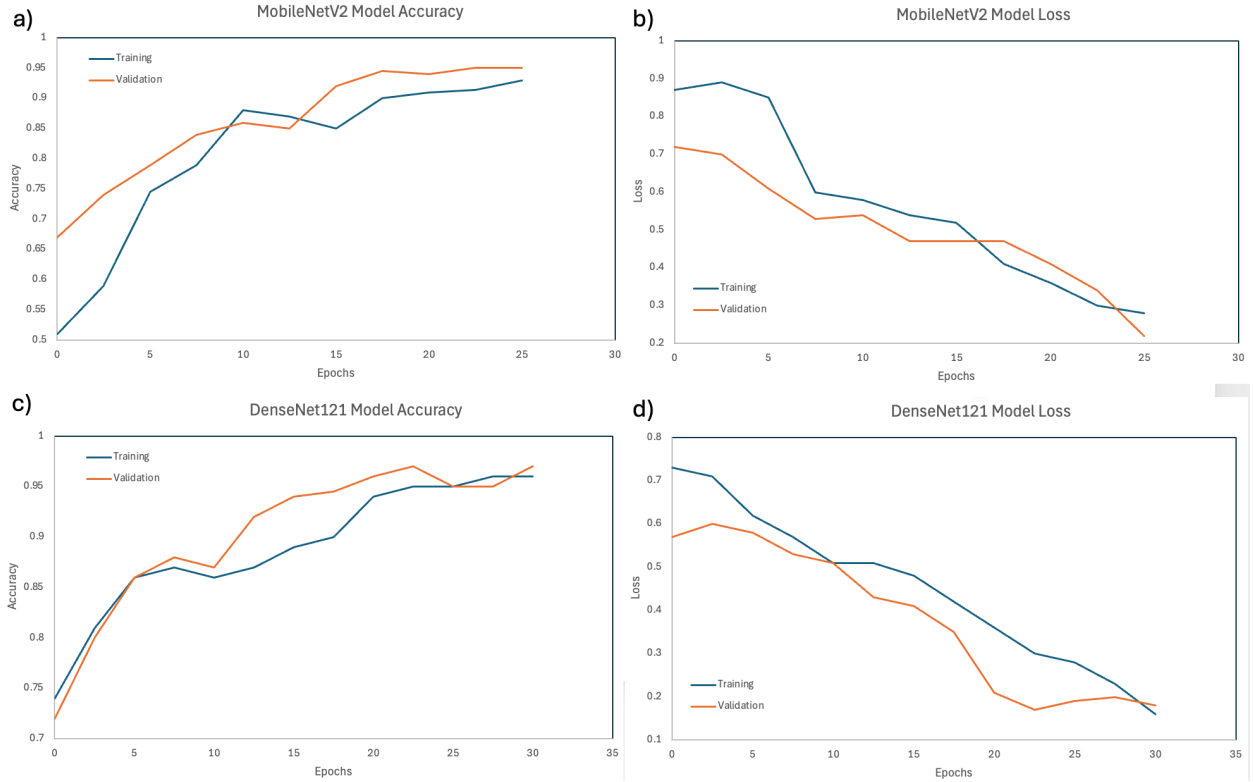 a)
MobileNetV2 Model Accuracy
1
0.95
0.9
0.85
0.8
0.75
0.7
0.65
0.6
0.55
0.5
Accuracy
Training
Validation
0 5 10 15 20 25 30
Epochs
b)
MobileNetV2 Model Loss
1
0.9
0.8
0.7
0.6
0.5
0.4
0.3
0.2
Loss
Training
Validation
0 5 10 15 20 25 30
Epochs
c)
DenseNet121 Model Accuracy
1
0.95
0.9
0.85
0.8
0.75
0.7
Accuracy
Training
Validation
0 5 10 15 20 25 30 35
Epochs
d)
DenseNet121 Model Loss
0.8
0.7
0.6
0.5
0.4
0.3
0.2
0.1
Loss
Training
Validation
0 5 10 15 20 25 30 35
Epochs